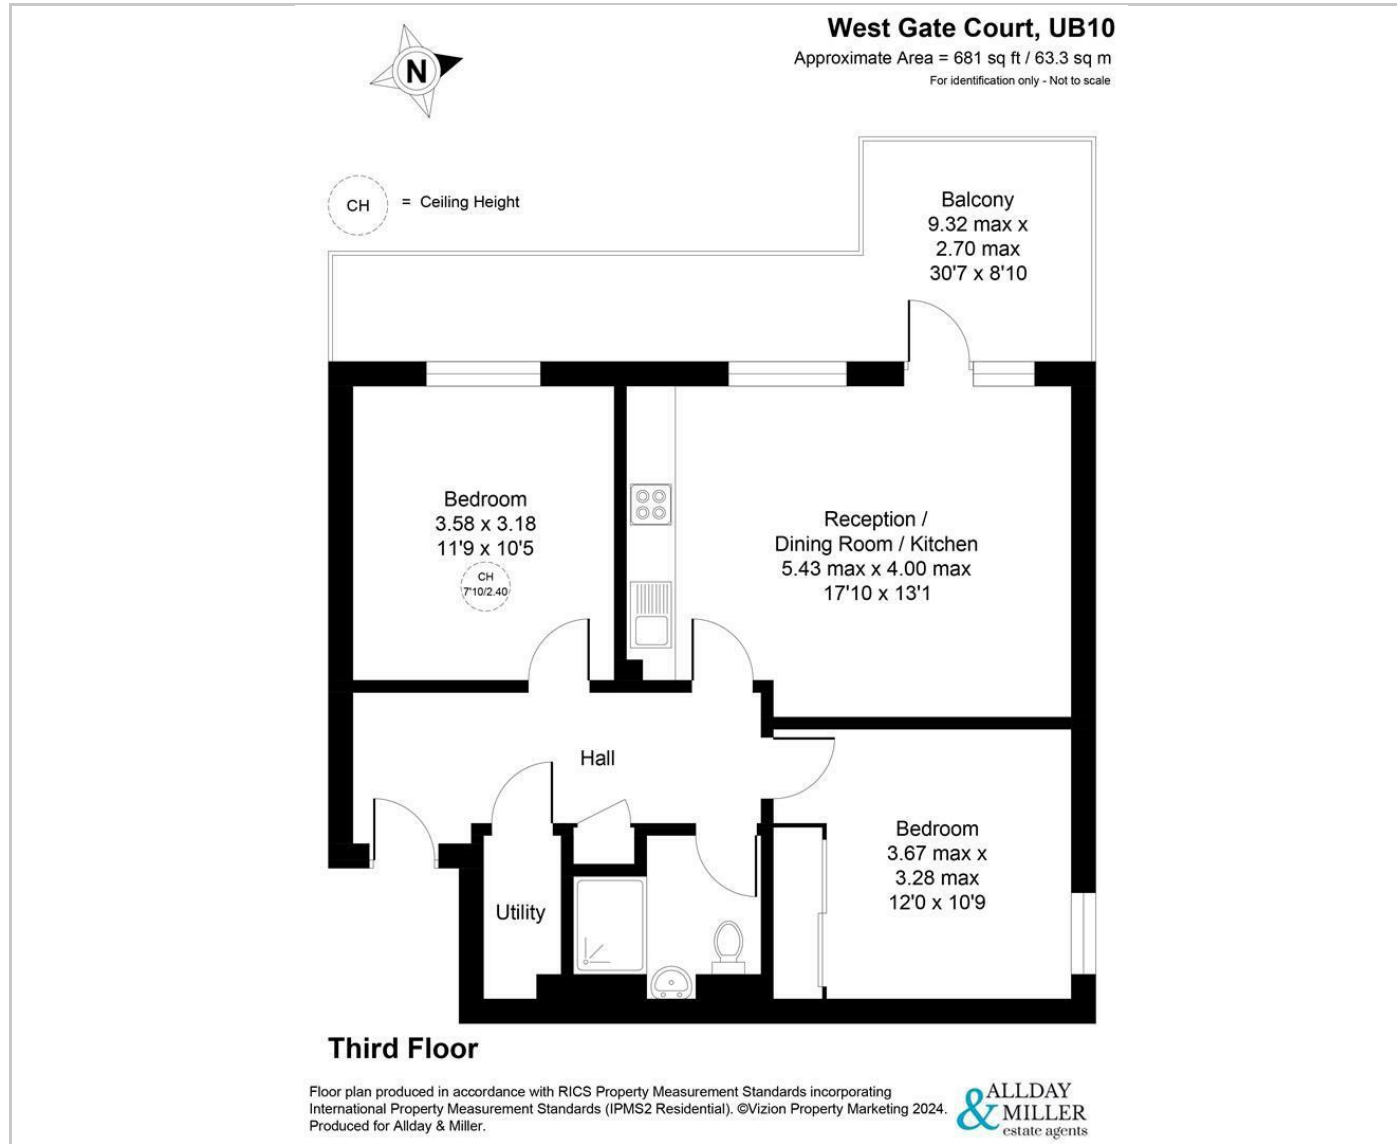 West Gate Court, UB10
Approximate Area = 681 sq ft / 63.3 sq m
For identification only - Not to scale
N
CH = Ceiling Height
Balcony
9.32 max x
2.70 max
30'7 x 8'10
Bedroom
3.58 x 3.18
11'9 x 10'5
CH
7'10/2.40
Reception /
Dining Room / Kitchen
5.43 max x 4.00 max
17'10 x 13'1
Hall
Bedroom
3.67 max x
3.28 max
12'0 x 10'9
Utility
Third Floor
Floor plan produced in accordance with RICS Property Measurement Standards incorporating
International Property Measurement Standards (IPMS2 Residential). ©Vizion Property Marketing 2024.
Produced for Allday & Miller.
ALLDAY
& MILLER
estate agents